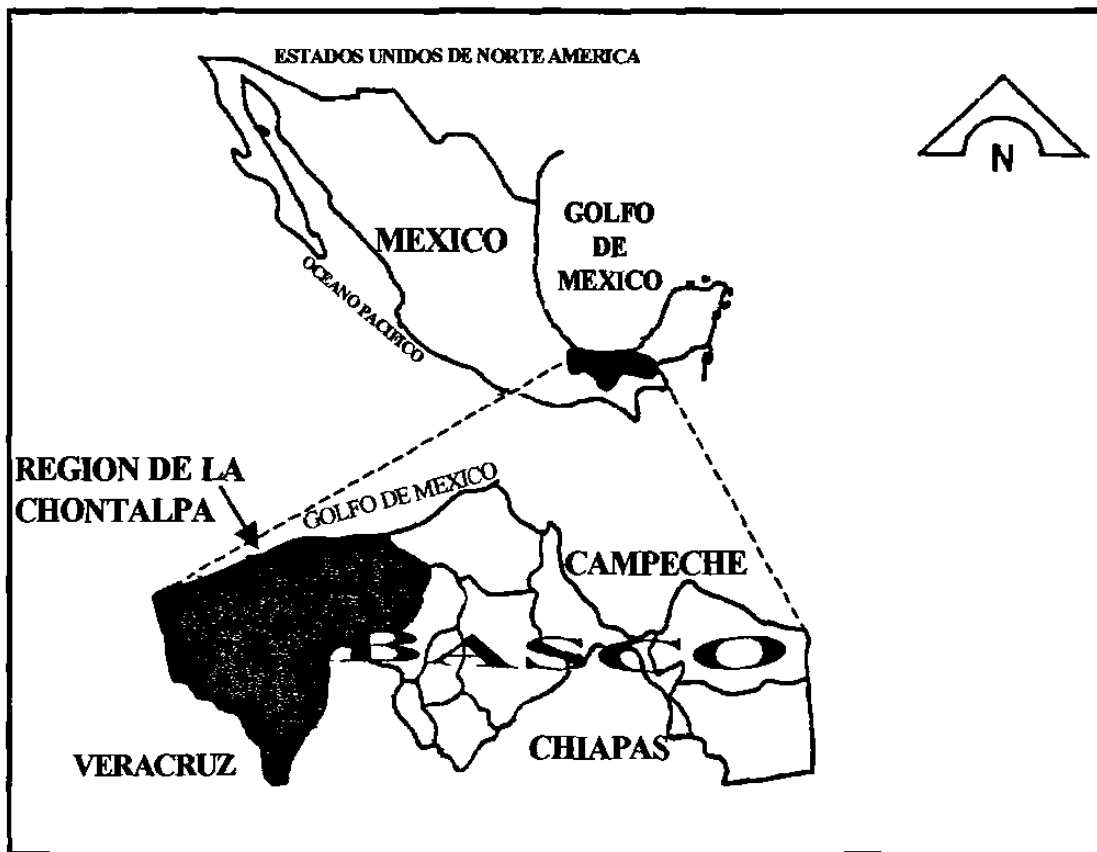 ESTADOS UNIDOS DE NORTE AMERICA
N
GOLFO
DE
MEXICO
MEXICO
OCEANO PACIFICO
REGION DE LA
CHONTALPA
GOLFO DE MEXICO
CAMPECHE
BASCO
CHIAPAS
VERACRUZ